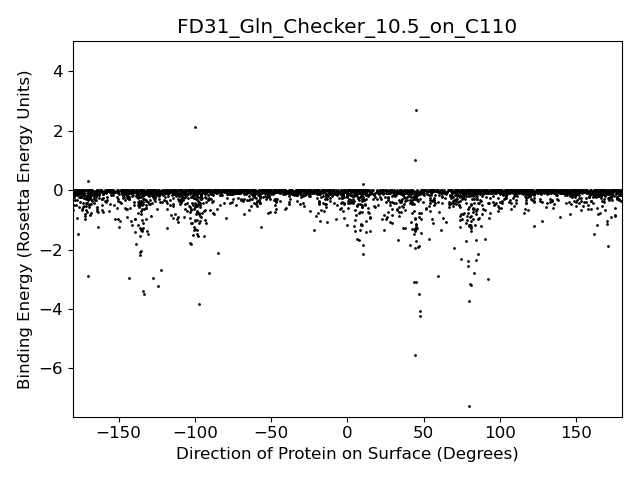 FD31_Gln_Checker_10.5_on_C110
Binding Energy (Rosetta Energy Units)
4
2
0
−2
−4
−6
−150 −100 −50 0 50 100 150
Direction of Protein on Surface (Degrees)